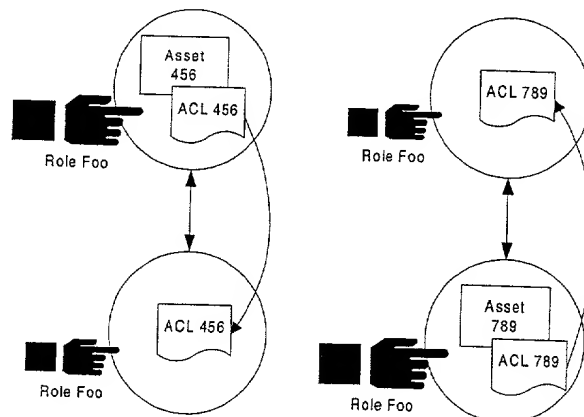 Asset
456
ACL 456
Role Foo
ACL 456
Role Foo
ACL 789
Role Foo
Asset
789
ACL 789
Role Foo